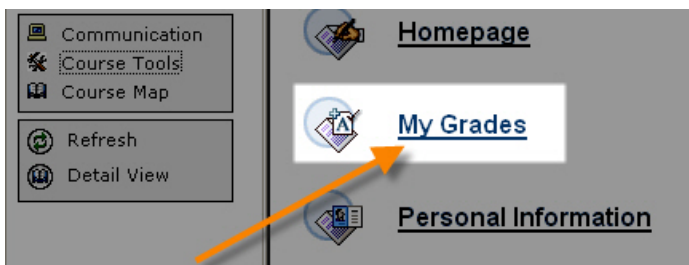 Communication
Course Tools
Course Map
Refresh
Detail View
Homepage
My Grades
Personal Information